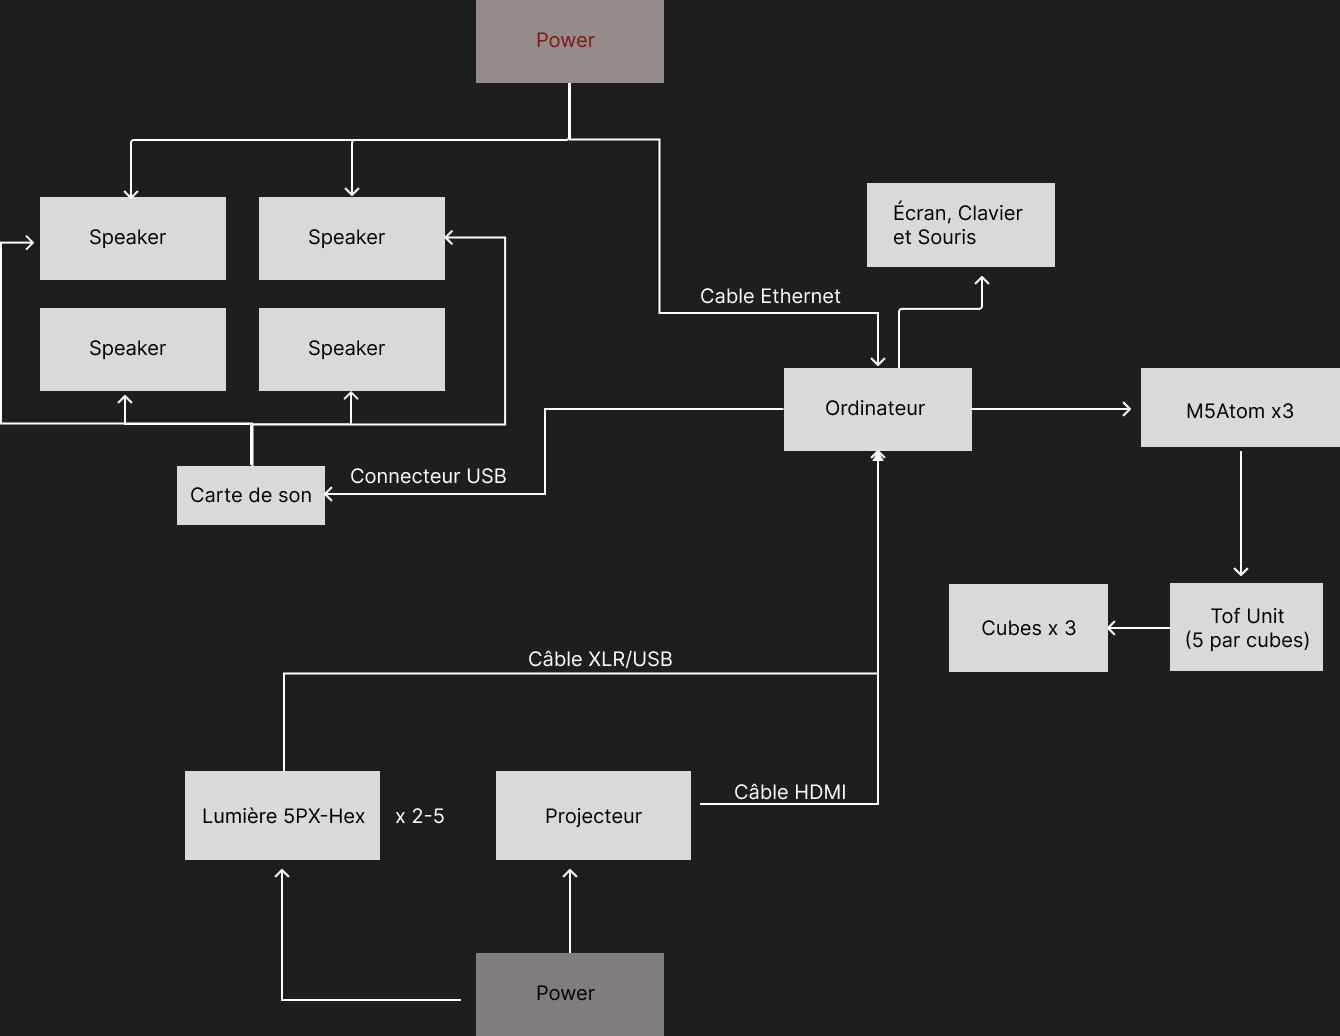 Power
Speaker
Speaker
Écran, Clavier
et Souris
Cable Ethernet
Speaker
Speaker
Ordinateur
M5Atom x3
Connecteur USB
Carte de son
Cubes x 3
Tof Unit
(5 par cubes)
Câble XLR/USB
Câble HDMI
Lumière 5PX-Hex
x 2-5
Projecteur
Power